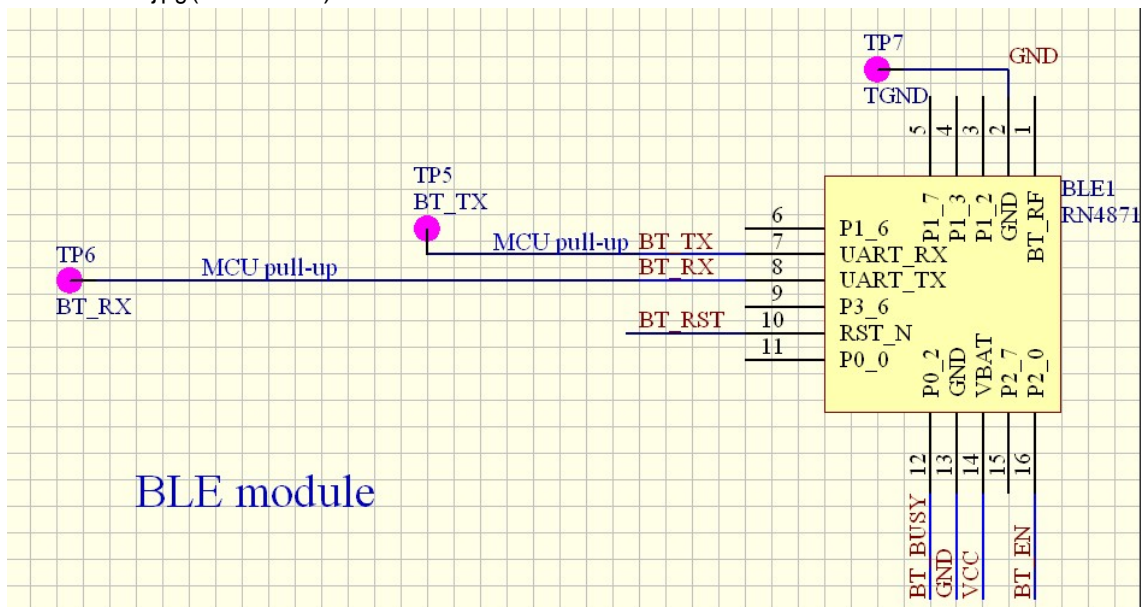 TP7
GND
TGND
5
4
3
2
1
BLE1
RN4871
P1_7
P1_3
P1_2
GND
BT_RF
TP5
BT_TX
TP6
BT_RX
MCU pull-up
MCU pull-up
BT_TX
BT_RX
BT_RST
6
7
8
9
10
11
P1_6
UART_RX
UART_TX
P3_6
RST_N
P0_0
P0_2
GND
VBAT
P2_7
P2_0
12
13
14
15
16
BT_BUSY
GND
VCC
BT_EN
BLE module